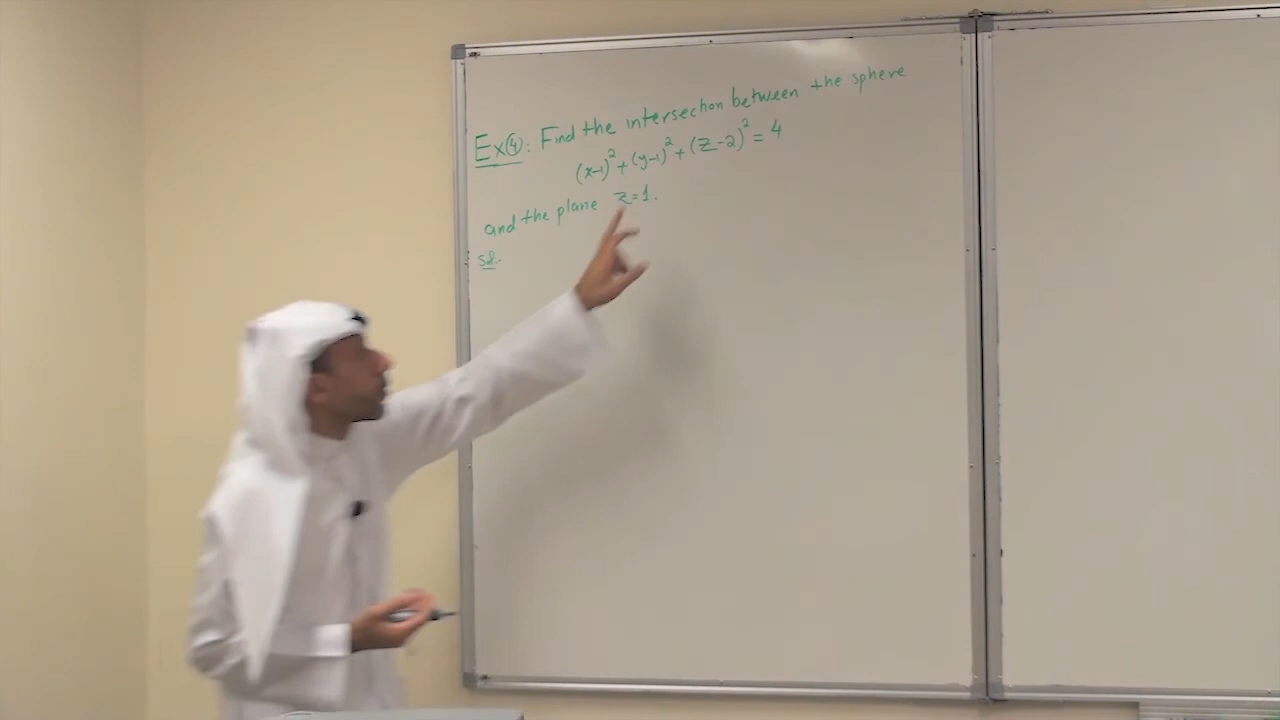 Ex④: Find the intersection between the sphere
(x-1)² + (y-1)² + (z-2)² = 4
and the plane z=1.
Sol.